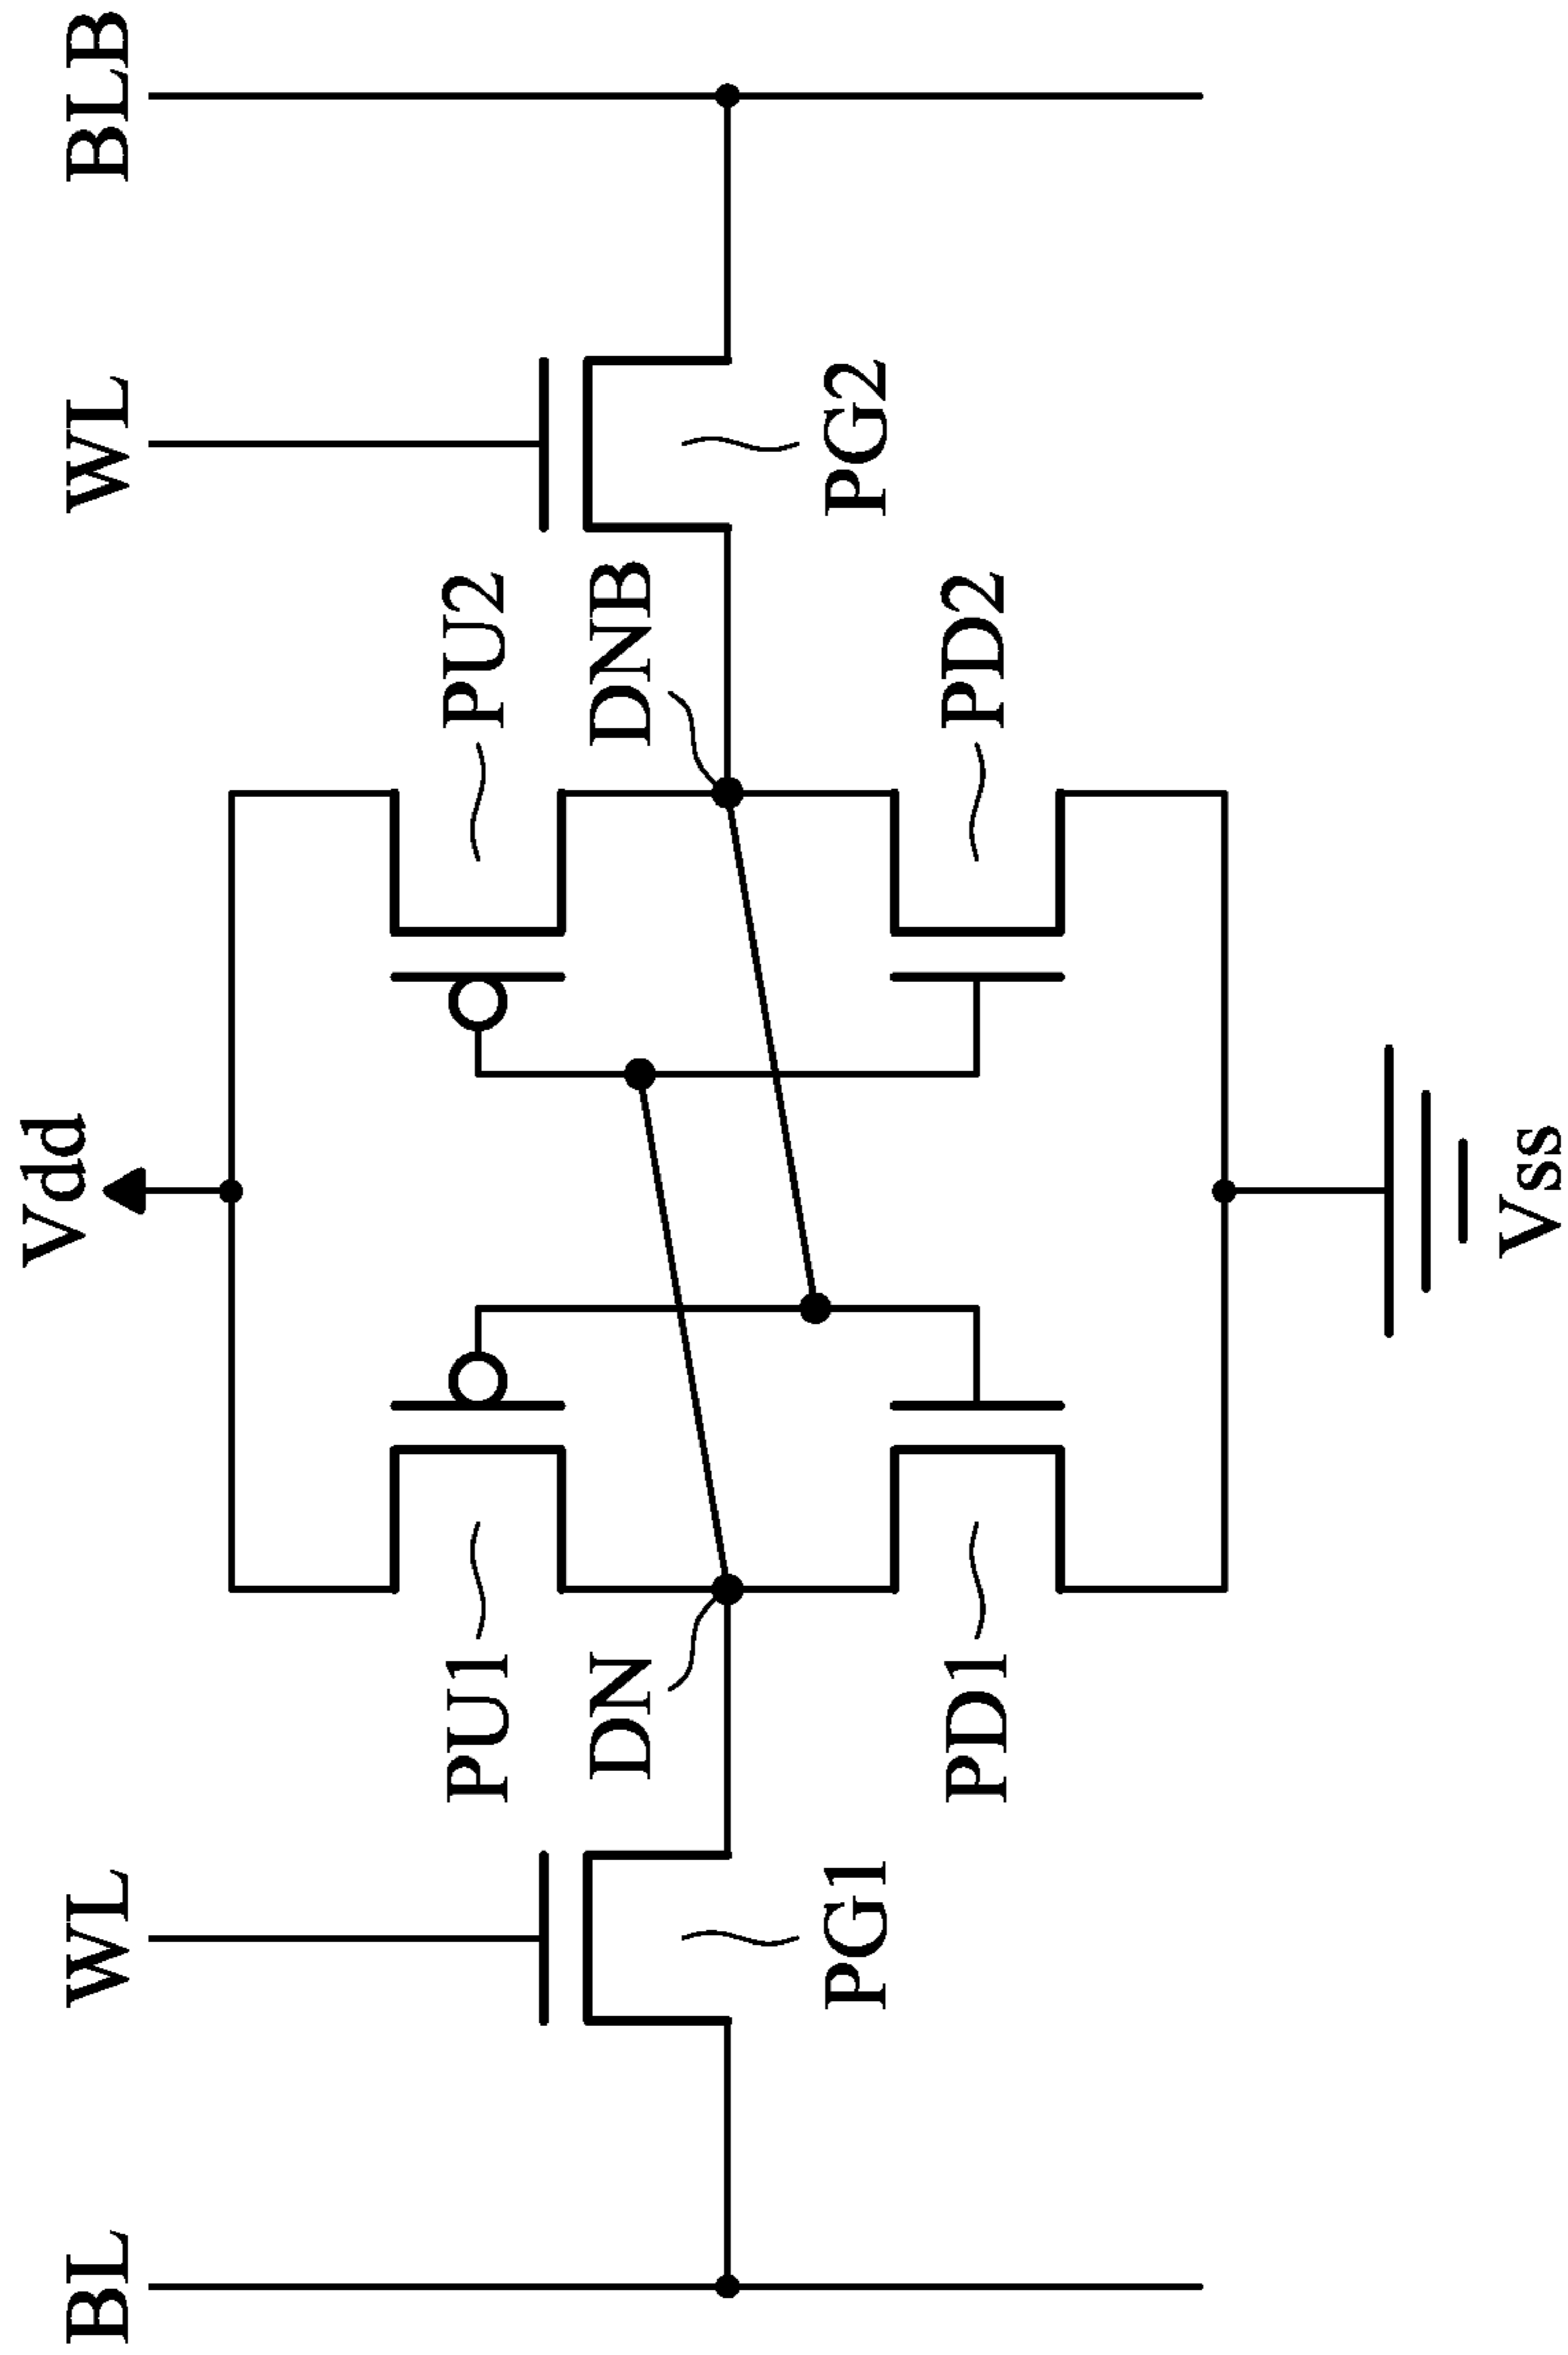 Vdd
BL
WL
WL
BLB
PU1
PU2
DN
DNB
PG1
PG2
PD1
PD2
Vss